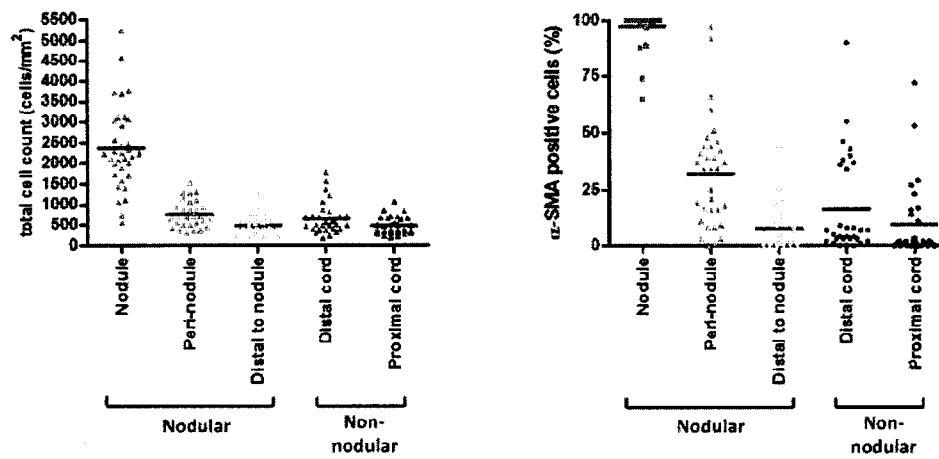 total cell count (cells/mm²)
5500
5000
4500
4000
3500
3000
2500
2000
1500
1000
500
0
Nodule
Peri-nodule
Distal to nodule
Distal cord
Proximal cord
Nodular
Non-
nodular
α-SMA positive cells (%)
100
75
50
25
0
Nodule
Peri-nodule
Distal to nodule
Distal cord
Proximal cord
Nodular
Non-
nodular